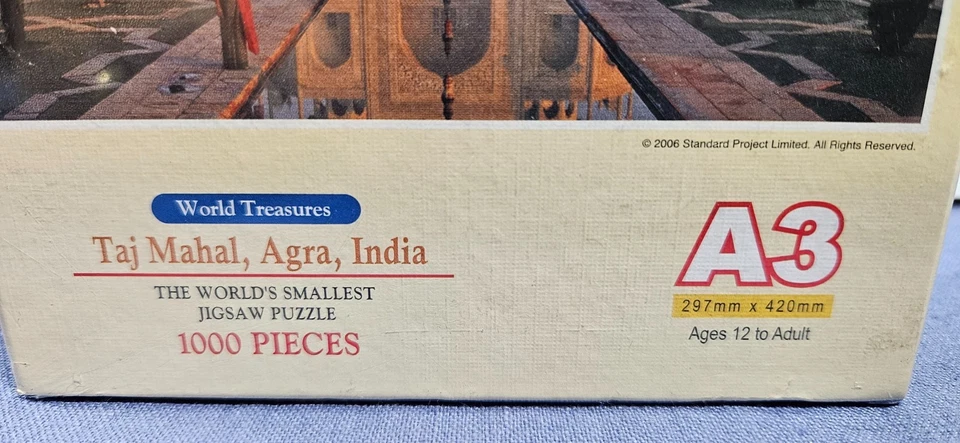 © 2006 Standard Project Limited. All Rights Reserved.
World Treasures
Taj Mahal, Agra, India
THE WORLD'S SMALLEST
JIGSAW PUZZLE
1000 PIECES
A3
297mm x 420mm
Ages 12 to Adult